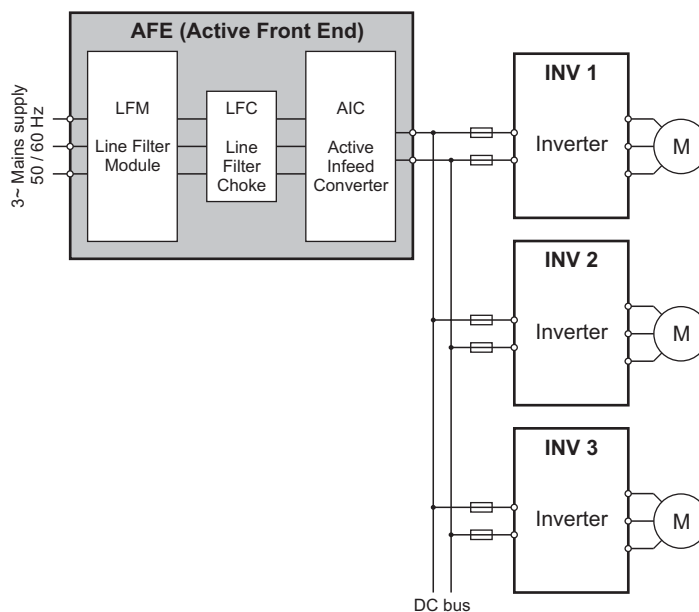 AFE (Active Front End)
3~ Mains supply
50 / 60 Hz
LFM
Line Filter
Module
LFC
Line
Filter
Choke
AIC
Active
Infeed
Converter
INV 1
Inverter
M
INV 2
Inverter
M
INV 3
Inverter
M
DC bus